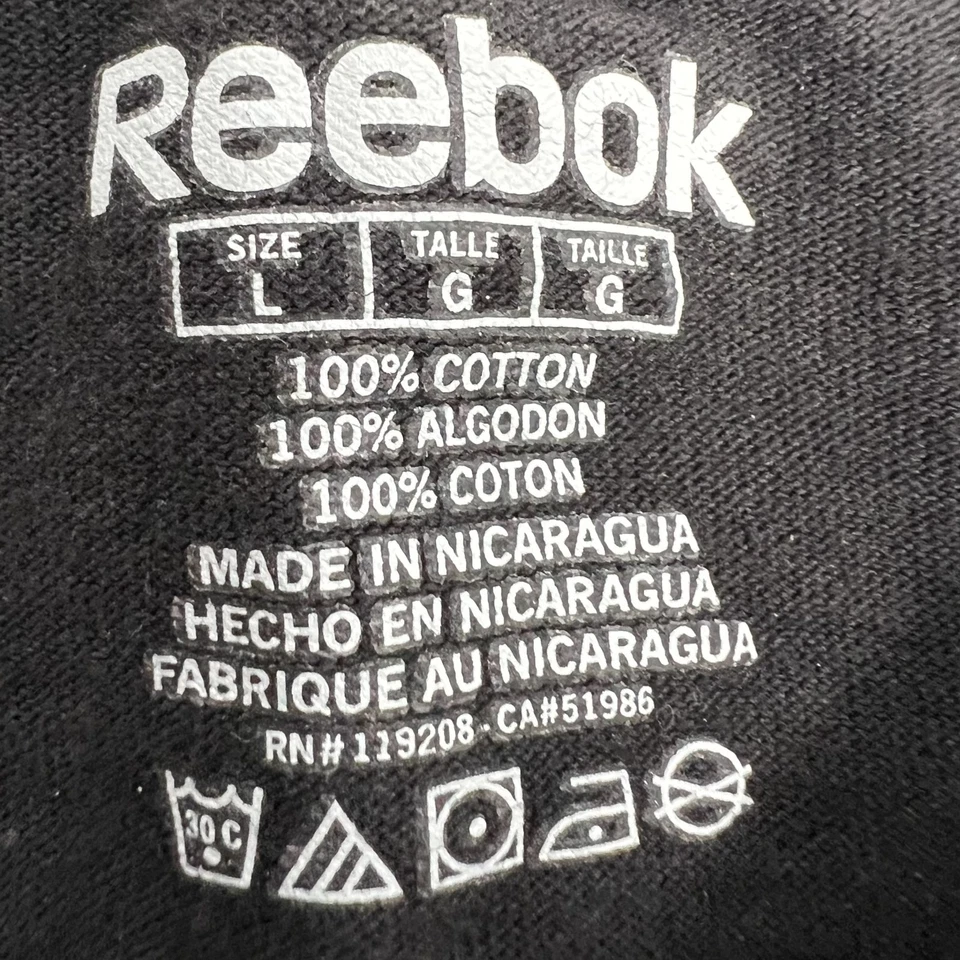 Reebok
SIZE TALLE TAILLE
L G G
100% COTTON
100% ALGODON
100% COTON
MADE IN NICARAGUA
HECHO EN NICARAGUA
FABRIQUE AU NICARAGUA
RN# 119208 - CA#51986
30 C